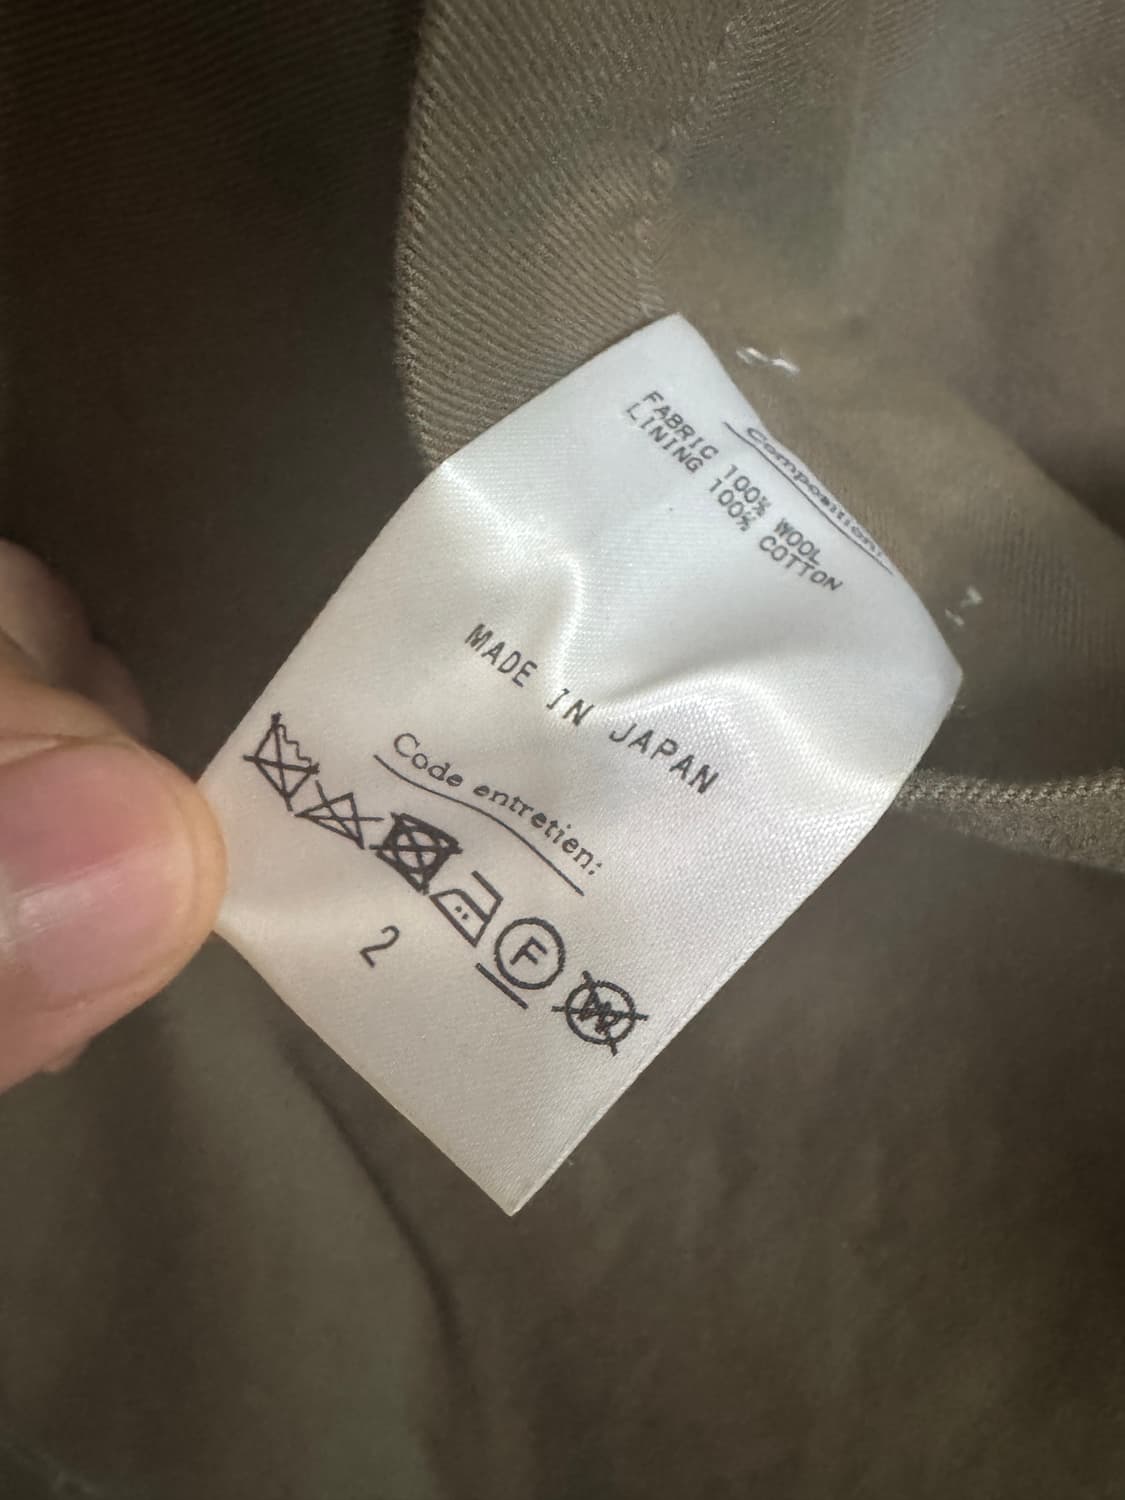 Composition:
FABRIC 100% WOOL
LINING 100% COTTON
MADE IN JAPAN
Code entretien:
F W
2